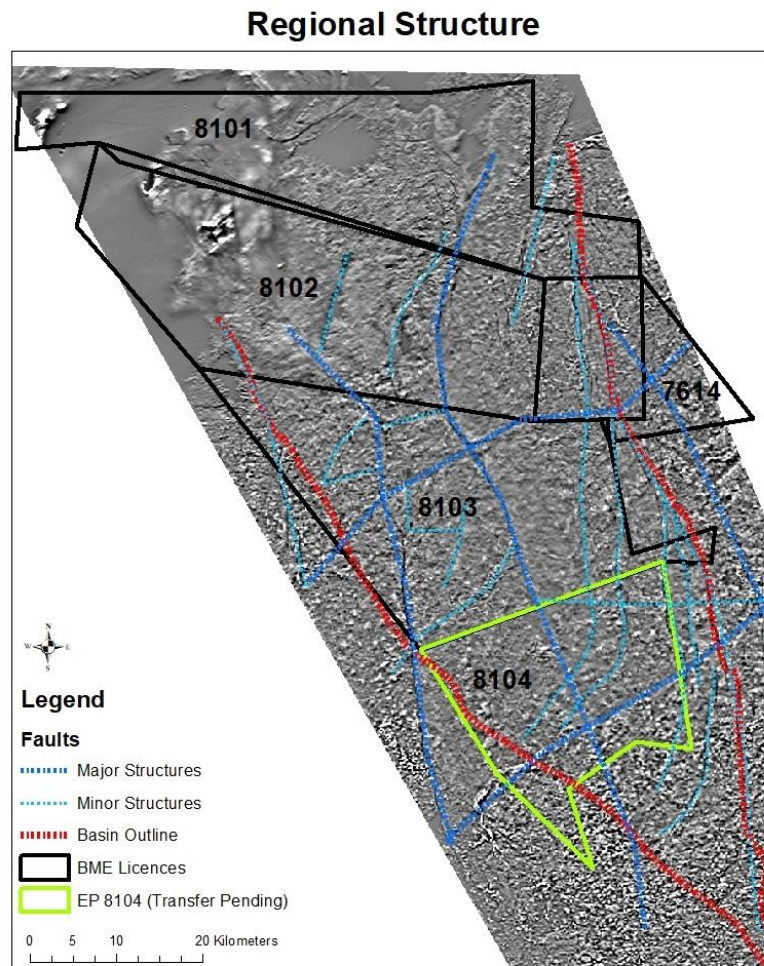 Regional Structure
8101
8102
7614
8103
8104
N
W E
S
Legend
Faults
Major Structures
Minor Structures
Basin Outline
BME Licences
EP 8104 (Transfer Pending)
0 5 10 20 Kilometers